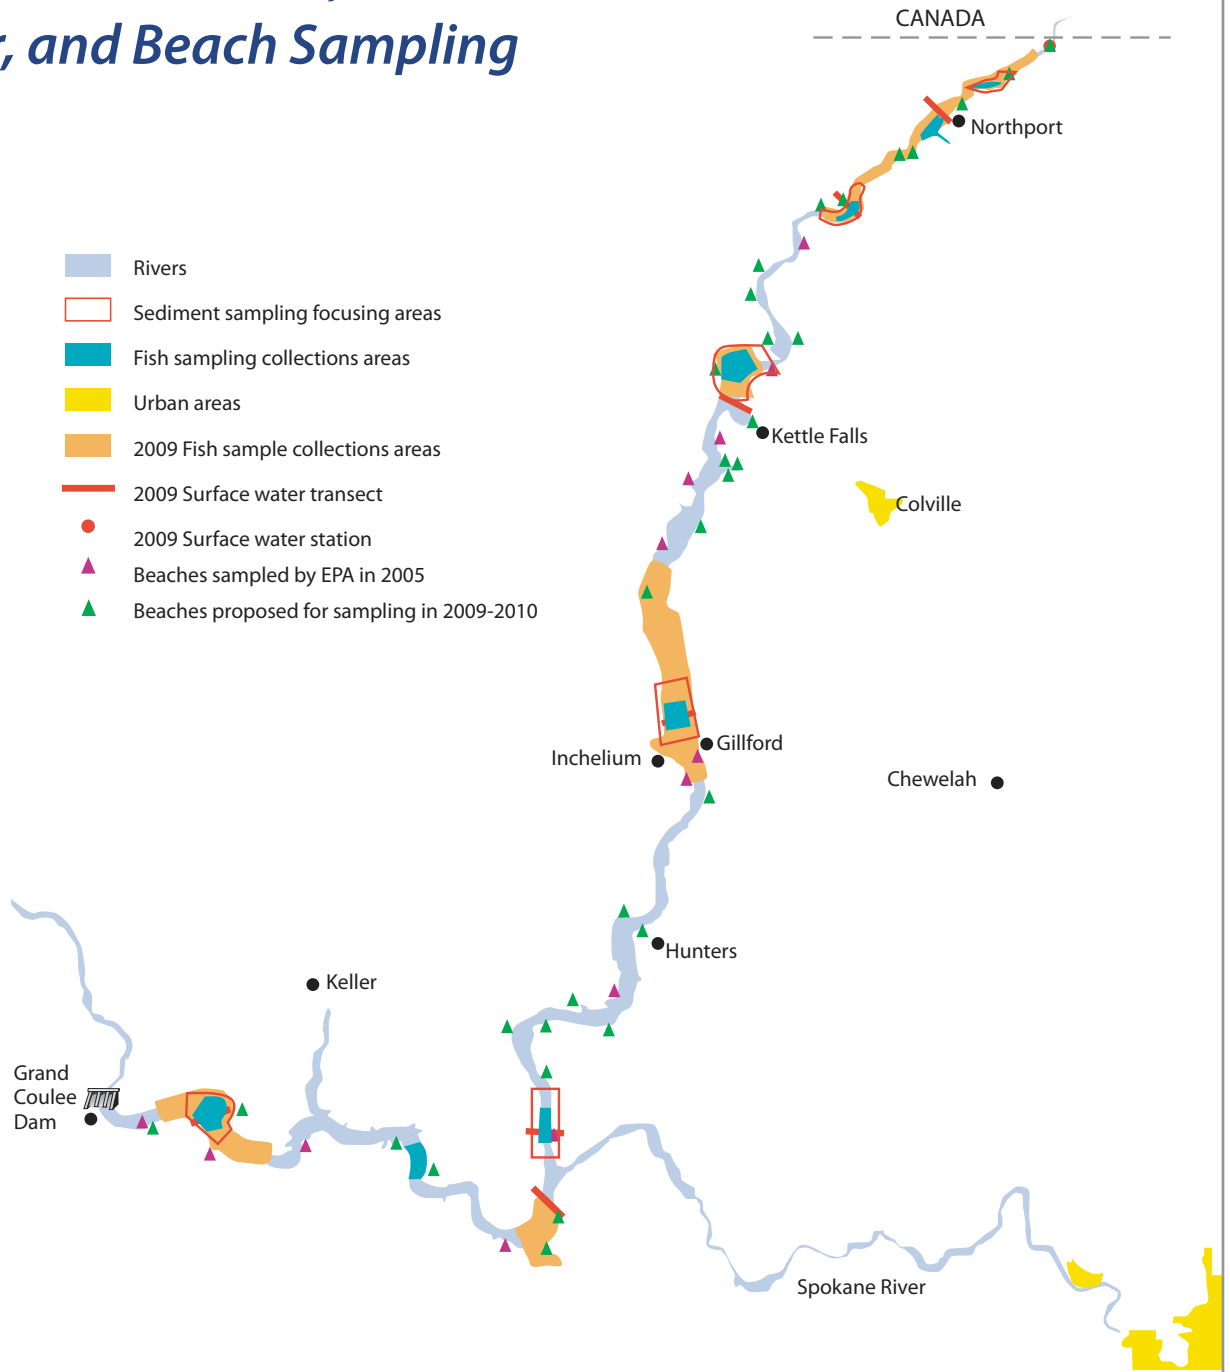 r, and Beach Sampling
CANADA
Northport
Rivers
Sediment sampling focusing areas
Fish sampling collections areas
Urban areas
2009 Fish sample collections areas
2009 Surface water transect
2009 Surface water station
Beaches sampled by EPA in 2005
Beaches proposed for sampling in 2009-2010
Kettle Falls
Colville
Gillford
Inchelium
Chewelah
Hunters
Keller
Grand
Coulee
Dam
Spokane River